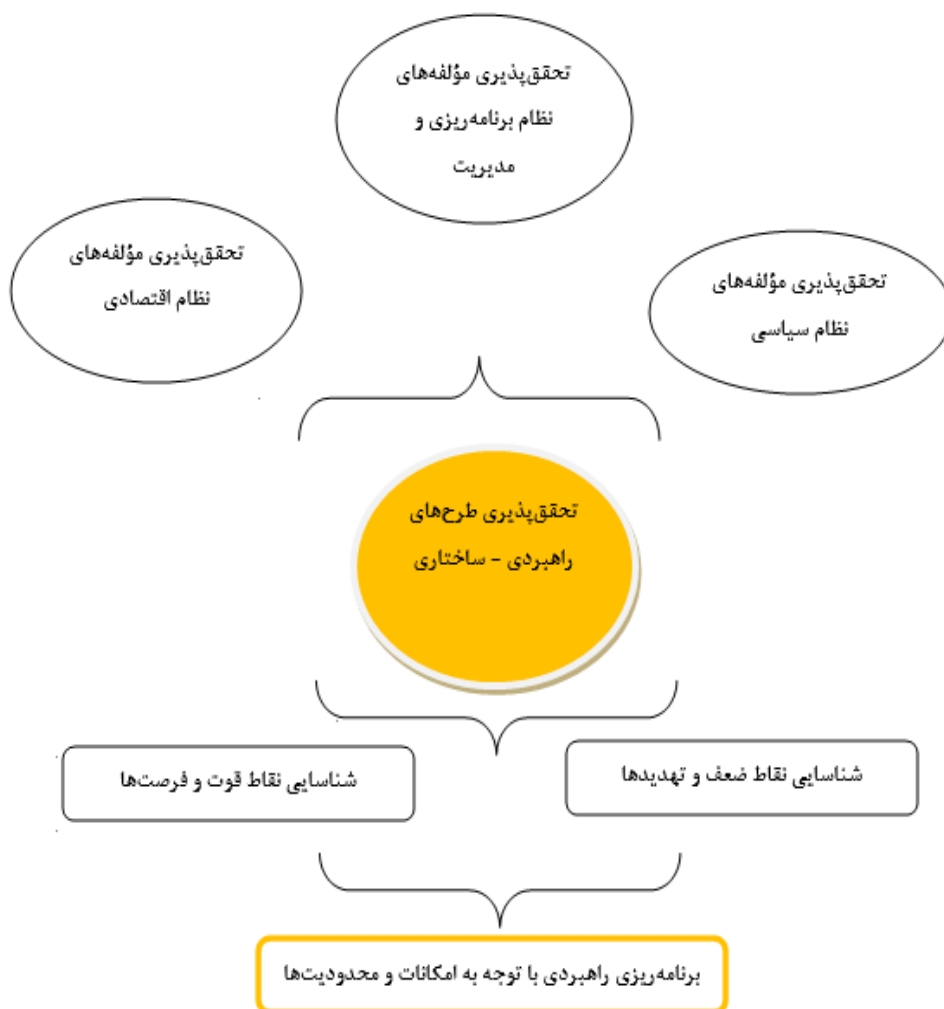 تحقق‌پذیری مؤلفه‌های
نظام برنامه‌ریزی و
مدیریت
تحقق‌پذیری مؤلفه‌های
نظام سیاسی
تحقق‌پذیری مؤلفه‌های
نظام اقتصادی
تحقق‌پذیری طرح‌های
راهبردی - ساختاری
شناسایی نقاط ضعف و تهدیدها
شناسایی نقاط قوت و فرصت‌ها
برنامه‌ریزی راهبردی با توجه به امکانات و محدودیت‌ها